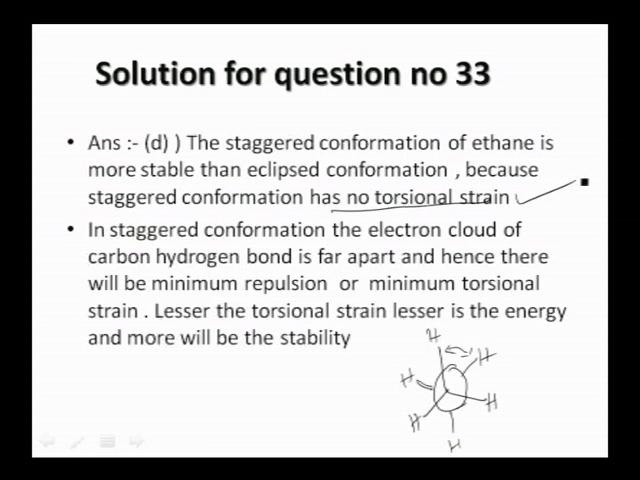 Solution for question no 33
• Ans :- (d) ) The staggered conformation of ethane is
more stable than eclipsed conformation , because
staggered conformation has no torsional strain
• In staggered conformation the electron cloud of
carbon hydrogen bond is far apart and hence there
will be minimum repulsion or minimum torsional
strain . Lesser the torsional strain lesser is the energy
and more will be the stability
H
H
H
H
H
H